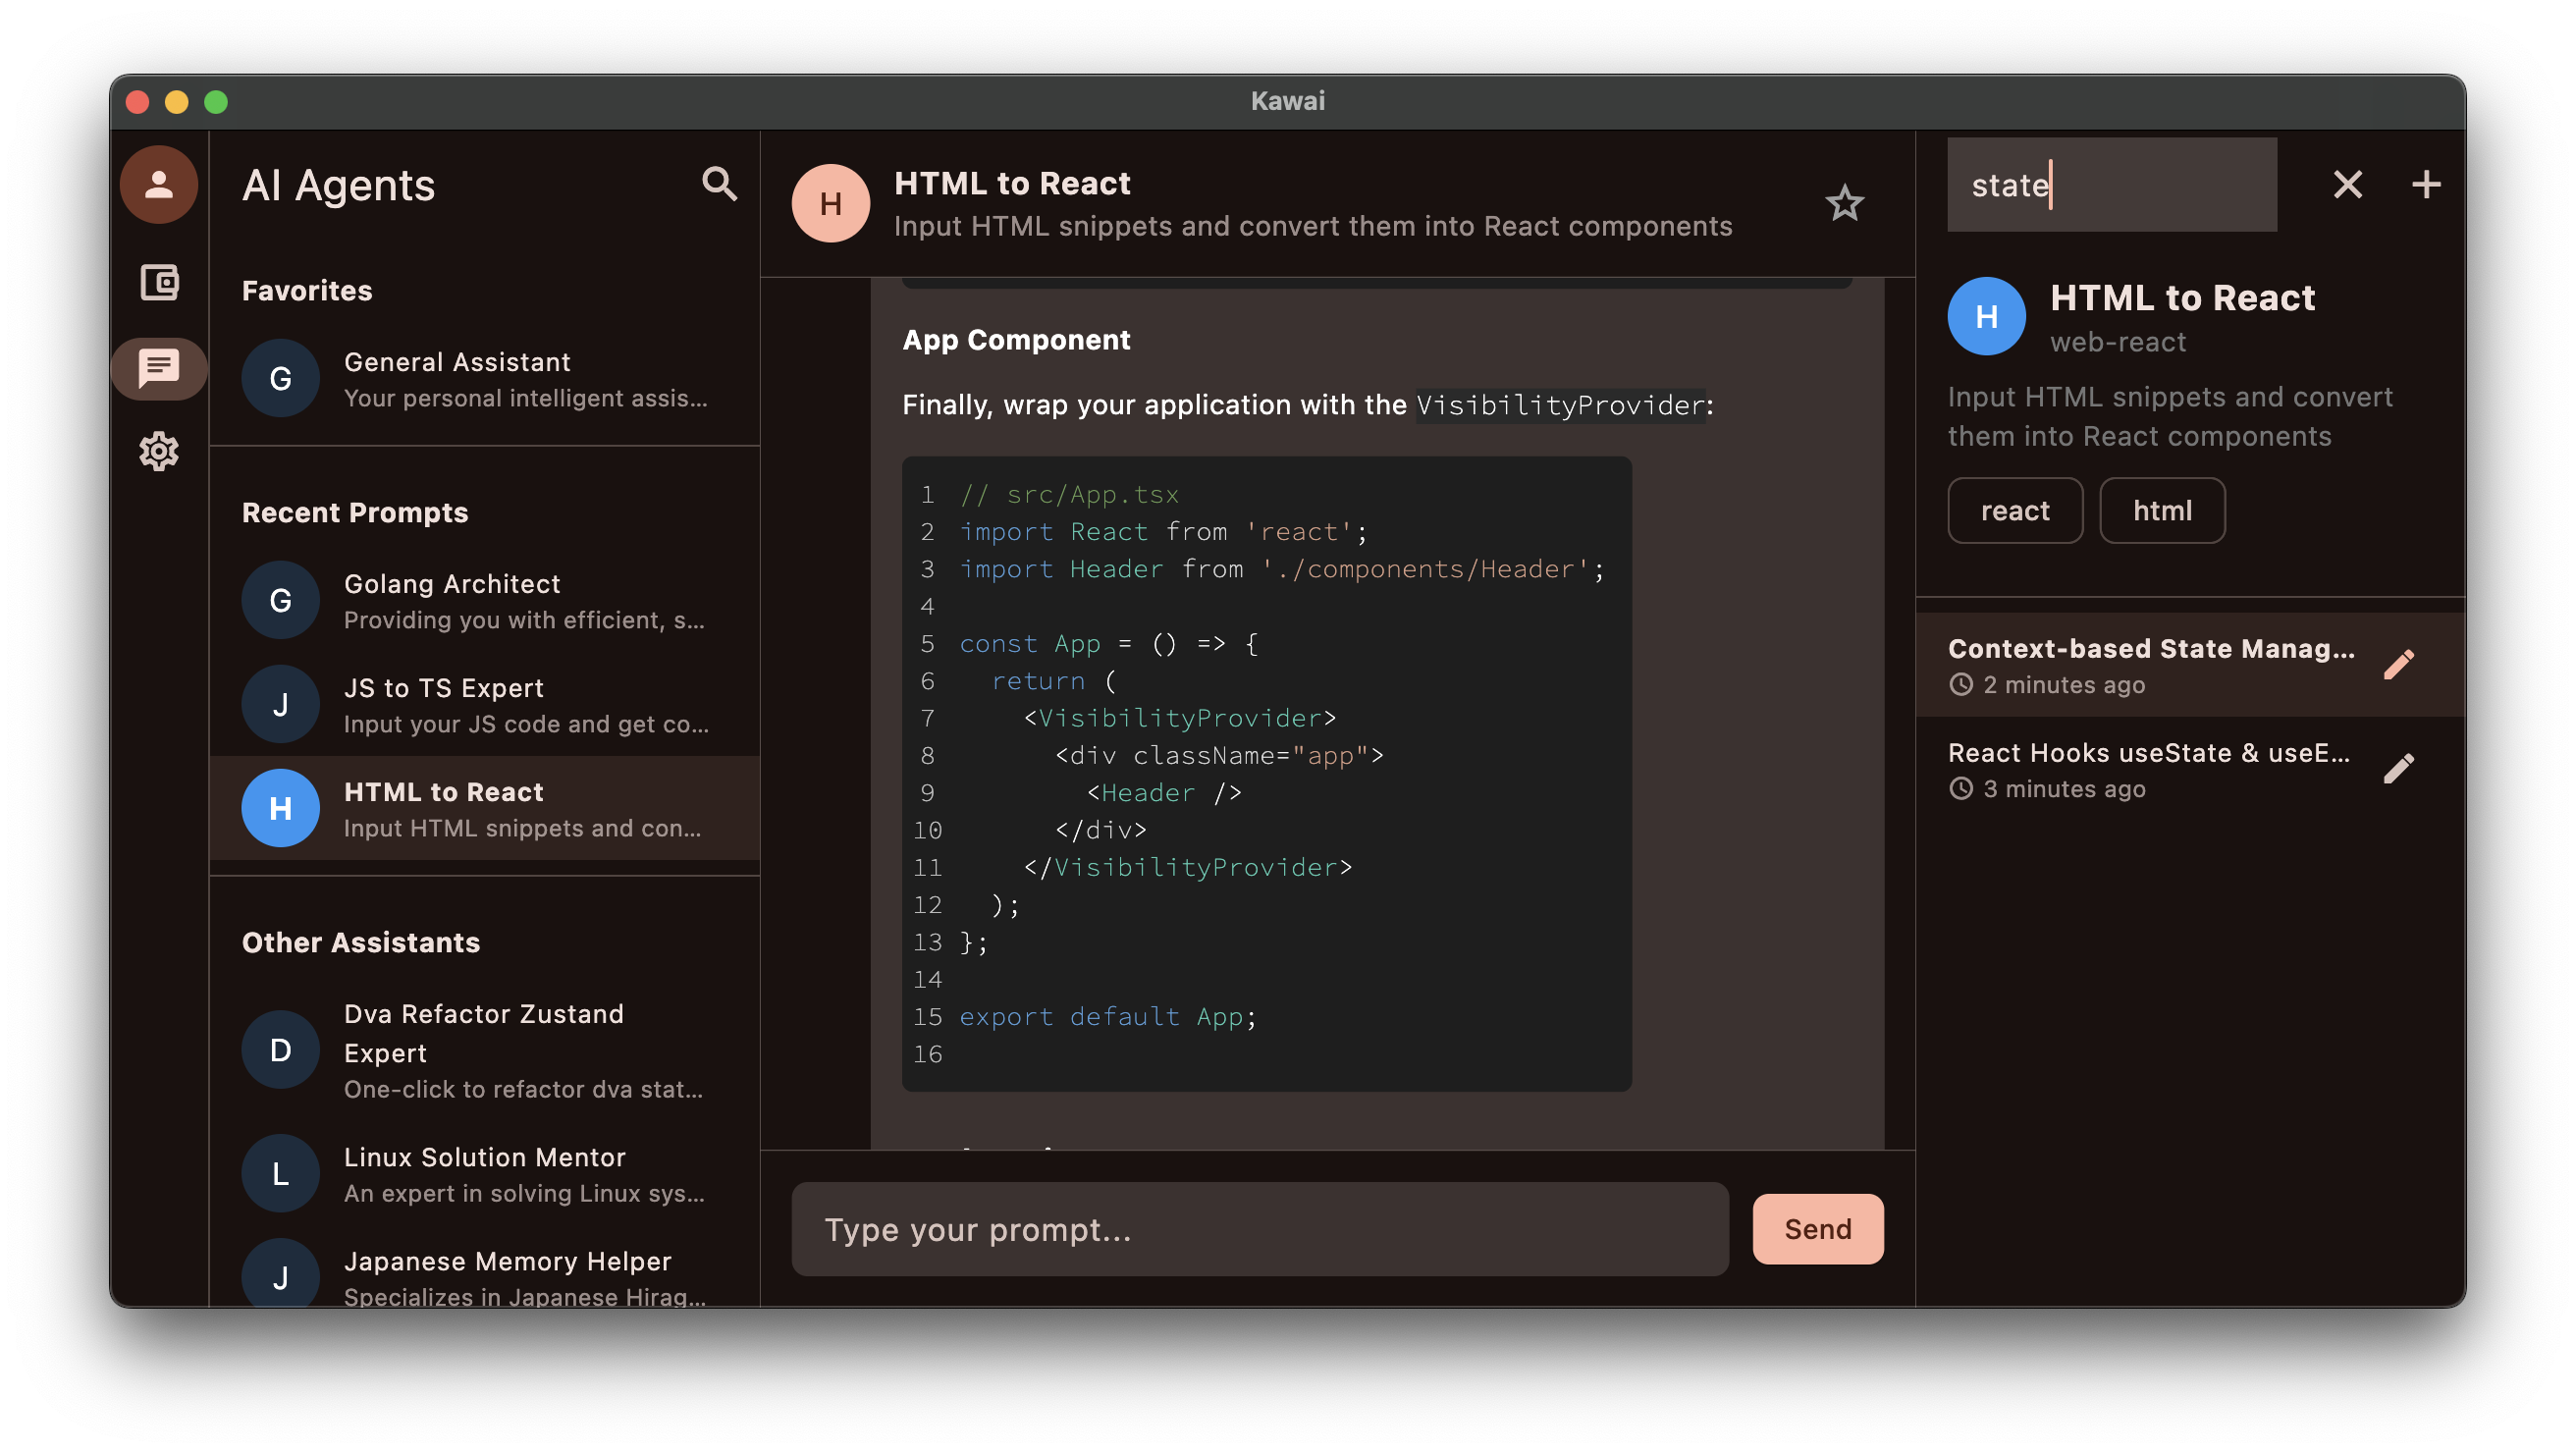 Kawai
AI Agents
Favorites
G
General Assistant
Your personal intelligent assis...
Recent Prompts
G
Golang Architect
Providing you with efficient, s...
J
JS to TS Expert
Input your JS code and get co...
H
HTML to React
Input HTML snippets and con...
Other Assistants
D
Dva Refactor Zustand
Expert
One-click to refactor dva stat...
L
Linux Solution Mentor
An expert in solving Linux sys...
J
Japanese Memory Helper
Specializes in Japanese Hirag...
H
HTML to React
Input HTML snippets and convert them into React components
App Component
Finally, wrap your application with the VisibilityProvider:
1 // src/App.tsx
2 import React from 'react';
3 import Header from './components/Header';
4
5 const App = () => {
6   return (
7     <VisibilityProvider>
8       <div className="app">
9         <Header />
10       </div>
11     </VisibilityProvider>
12   );
13 };
14
15 export default App;
16
Type your prompt...
Send
state
H
HTML to React
web-react
Input HTML snippets and convert
them into React components
react
html
Context-based State Manag...
2 minutes ago
React Hooks useState & useE...
3 minutes ago